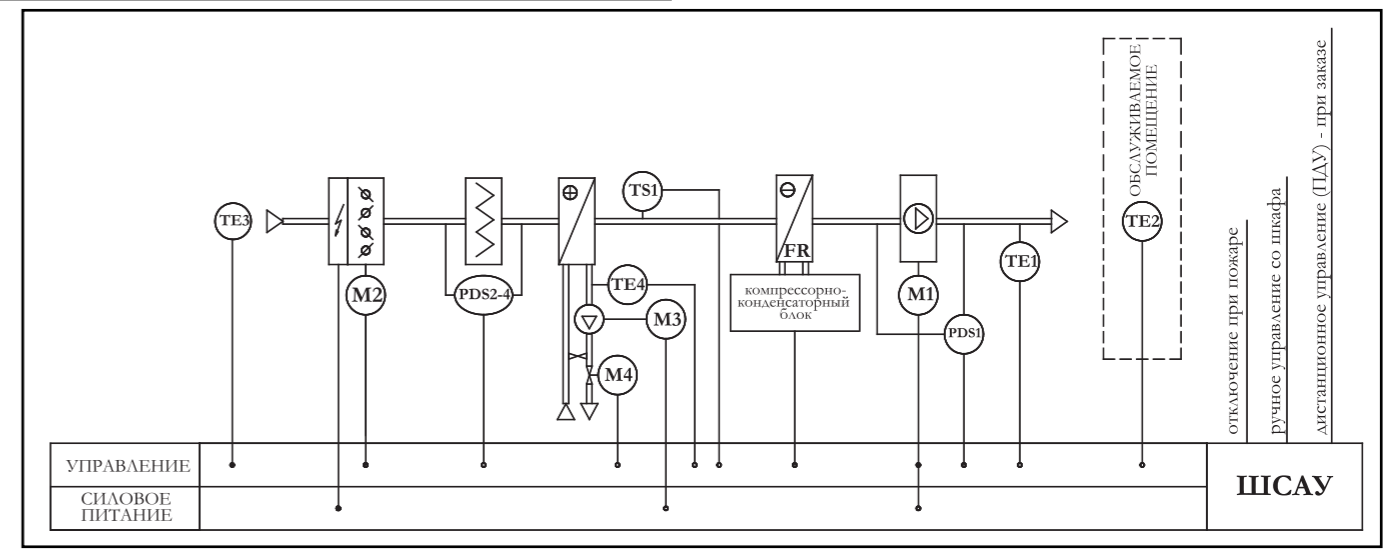 ОБСЛУЖИВАЕМОЕ
ПОМЕЩЕНИЕ
отключение при пожаре
ручное управление со шкафа
дистанционное управление (ПДУ) - при заказе
TE3
TS1
TE2
FR
TE1
M2
PDS2-4
TE4
компрессорно-
конденсаторный
блок
M1
M3
PDS1
M4
УПРАВЛЕНИЕ
СИЛОВОЕ
ПИТАНИЕ
ШСАУ